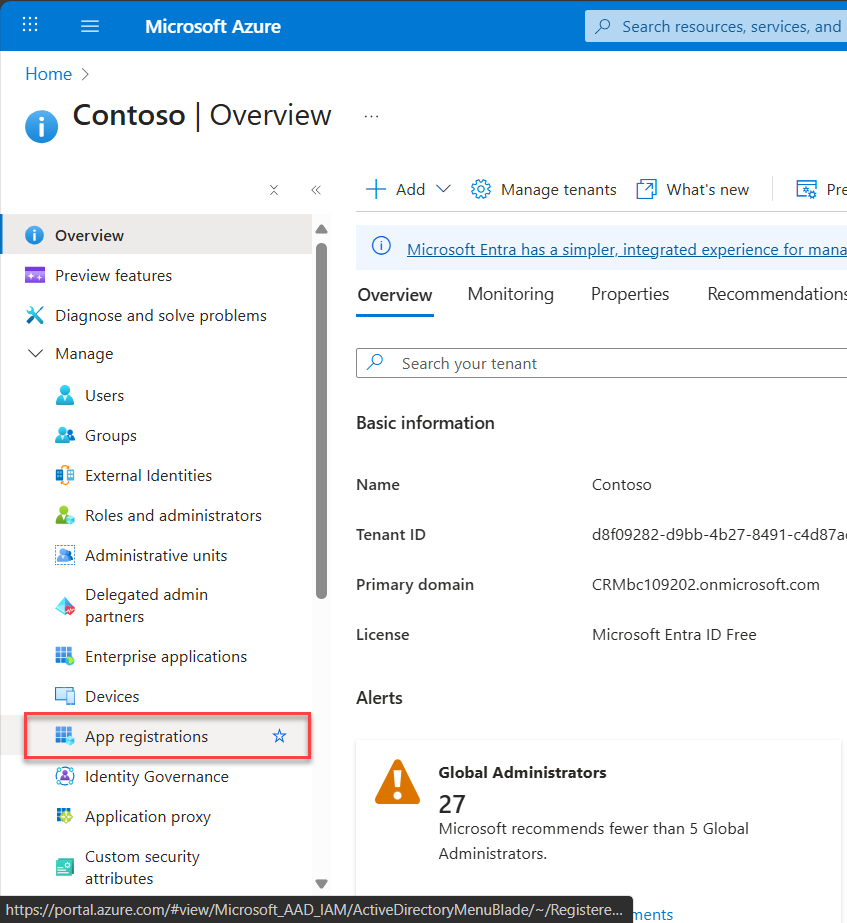 Microsoft Azure
Search resources, services, and
Home
Contoso | Overview
...
Add
Manage tenants
What's new
Pre
Overview
Preview features
Diagnose and solve problems
Manage
Users
Groups
External Identities
Roles and administrators
Administrative units
Delegated admin
partners
Enterprise applications
Devices
App registrations
Identity Governance
Application proxy
Custom security
attributes
Microsoft Entra has a simpler, integrated experience for mana
Overview
Monitoring
Properties
Recommendations
Search your tenant
Basic information
Name
Contoso
Tenant ID
d8f09282-d9bb-4b27-8491-c4d87a
Primary domain
CRMbc109202.onmicrosoft.com
License
Microsoft Entra ID Free
Alerts
Global Administrators
27
Microsoft recommends fewer than 5 Global
Administrators.
ments
https://portal.azure.com/#view/Microsoft_AAD_IAM/ActiveDirectoryMenuBlade/~/Registere...